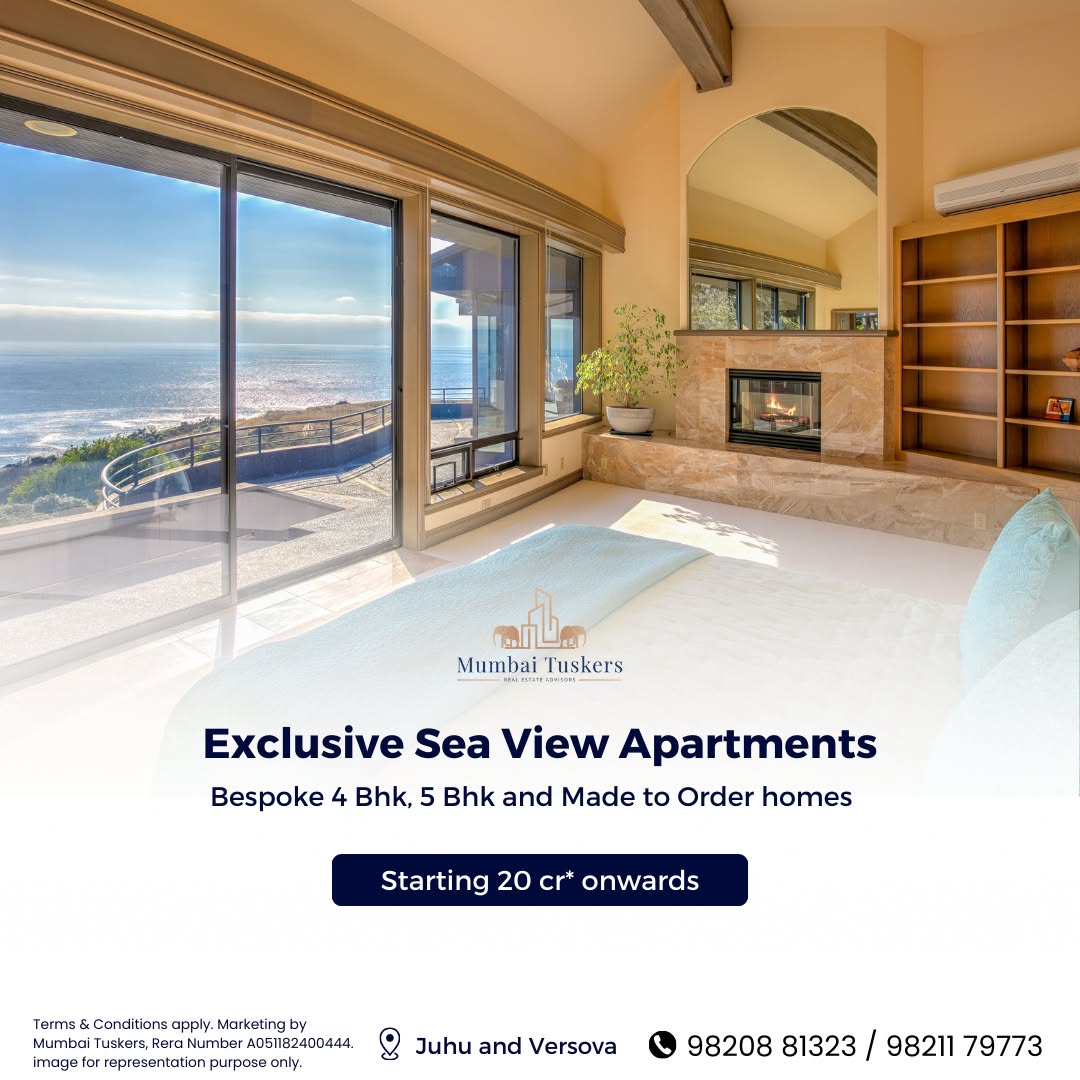 Mumbai Tuskers
REAL ESTATE ADVISORS
Exclusive Sea View Apartments
Bespoke 4 Bhk, 5 Bhk and Made to Order homes
Starting 20 cr* onwards
Terms & Conditions apply. Marketing by
Mumbai Tuskers, Rera Number A051182400444.
image for representation purpose only.
Juhu and Versova
98208 81323 / 98211 79773